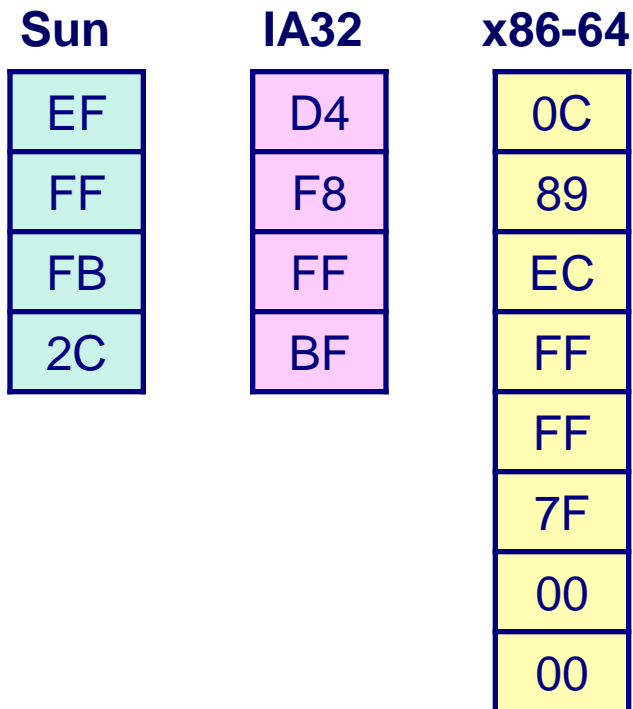 Sun IA32 x86-64
EF D4 0C
FF F8 89
FB FF EC
2C BF FF
FF
7F
00
00